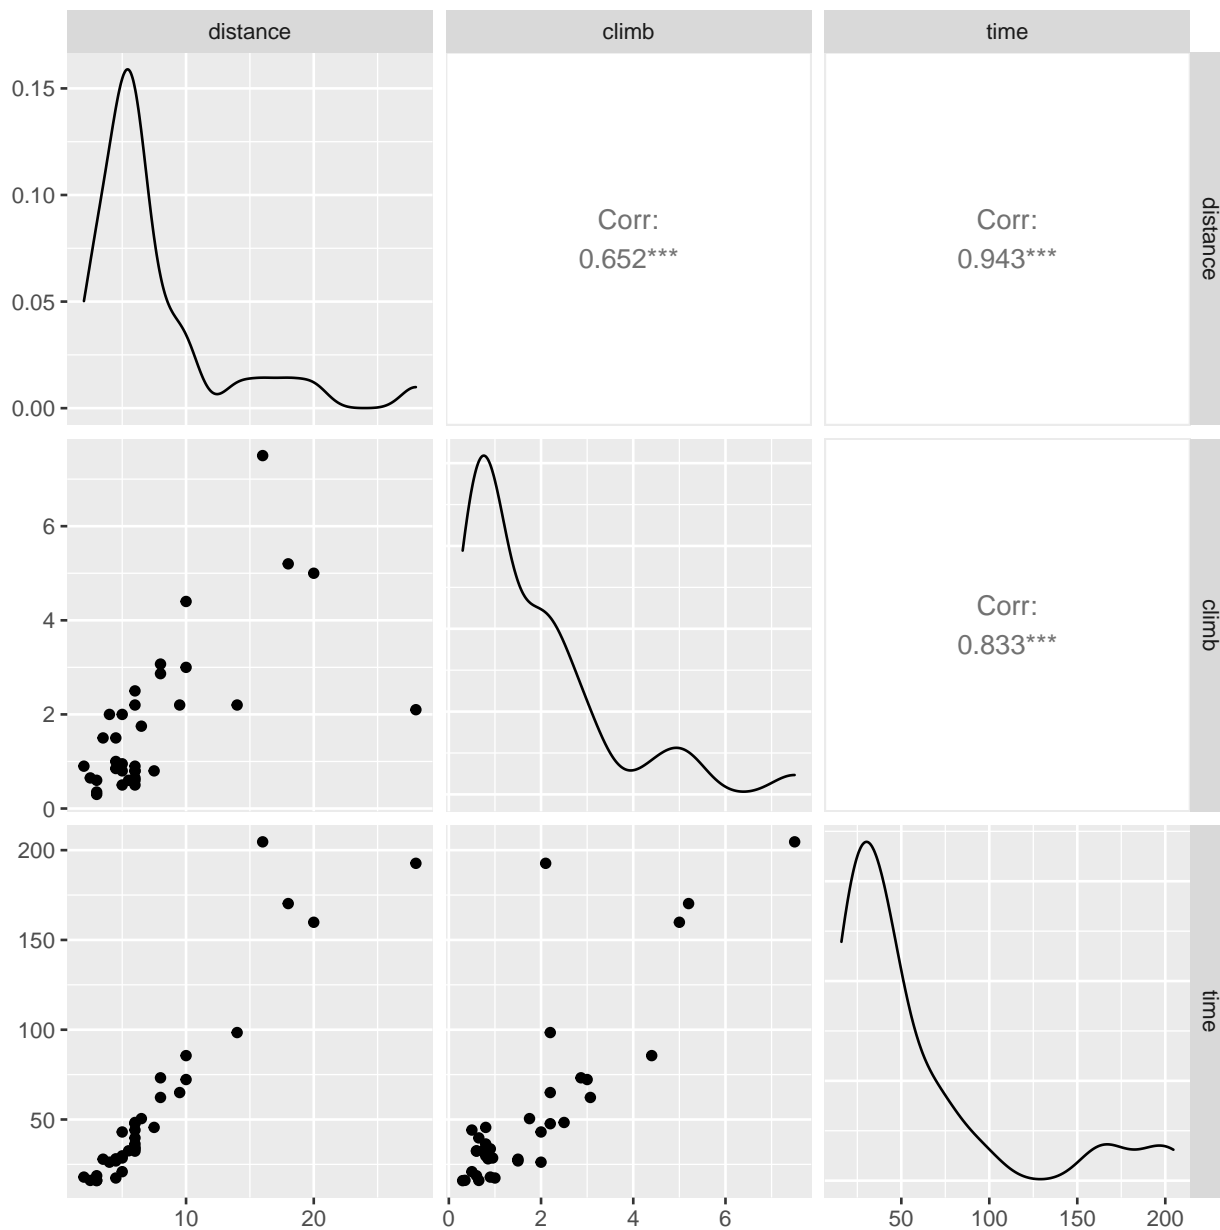 distance climb time
0.15
0.10
0.05
0.00
Corr:
0.652***
Corr:
0.943***
distance
6
4
2
0
Corr:
0.833***
climb
200
150
100
50
time
10 20
0 2 4 6
50 100 150 200